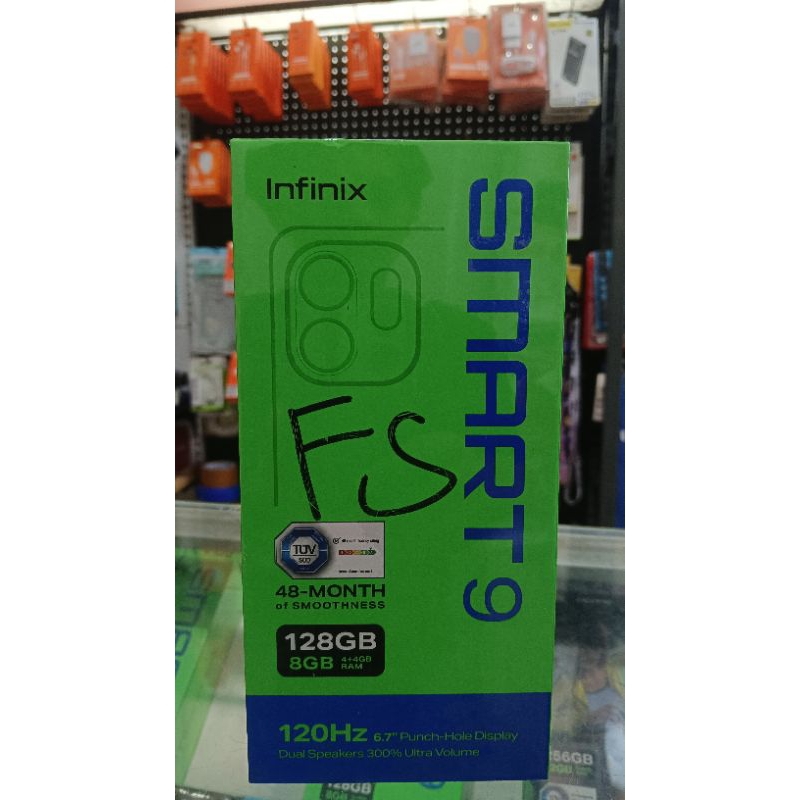 Infinix
SMART 9
FS
TÜV
SÜD
48-MONTH
of SMOOTHNESS
128GB
8GB 4+4GB
RAM
120Hz 6.7" Punch-Hole Display
Dual Speakers 300% Ultra Volume
128GB